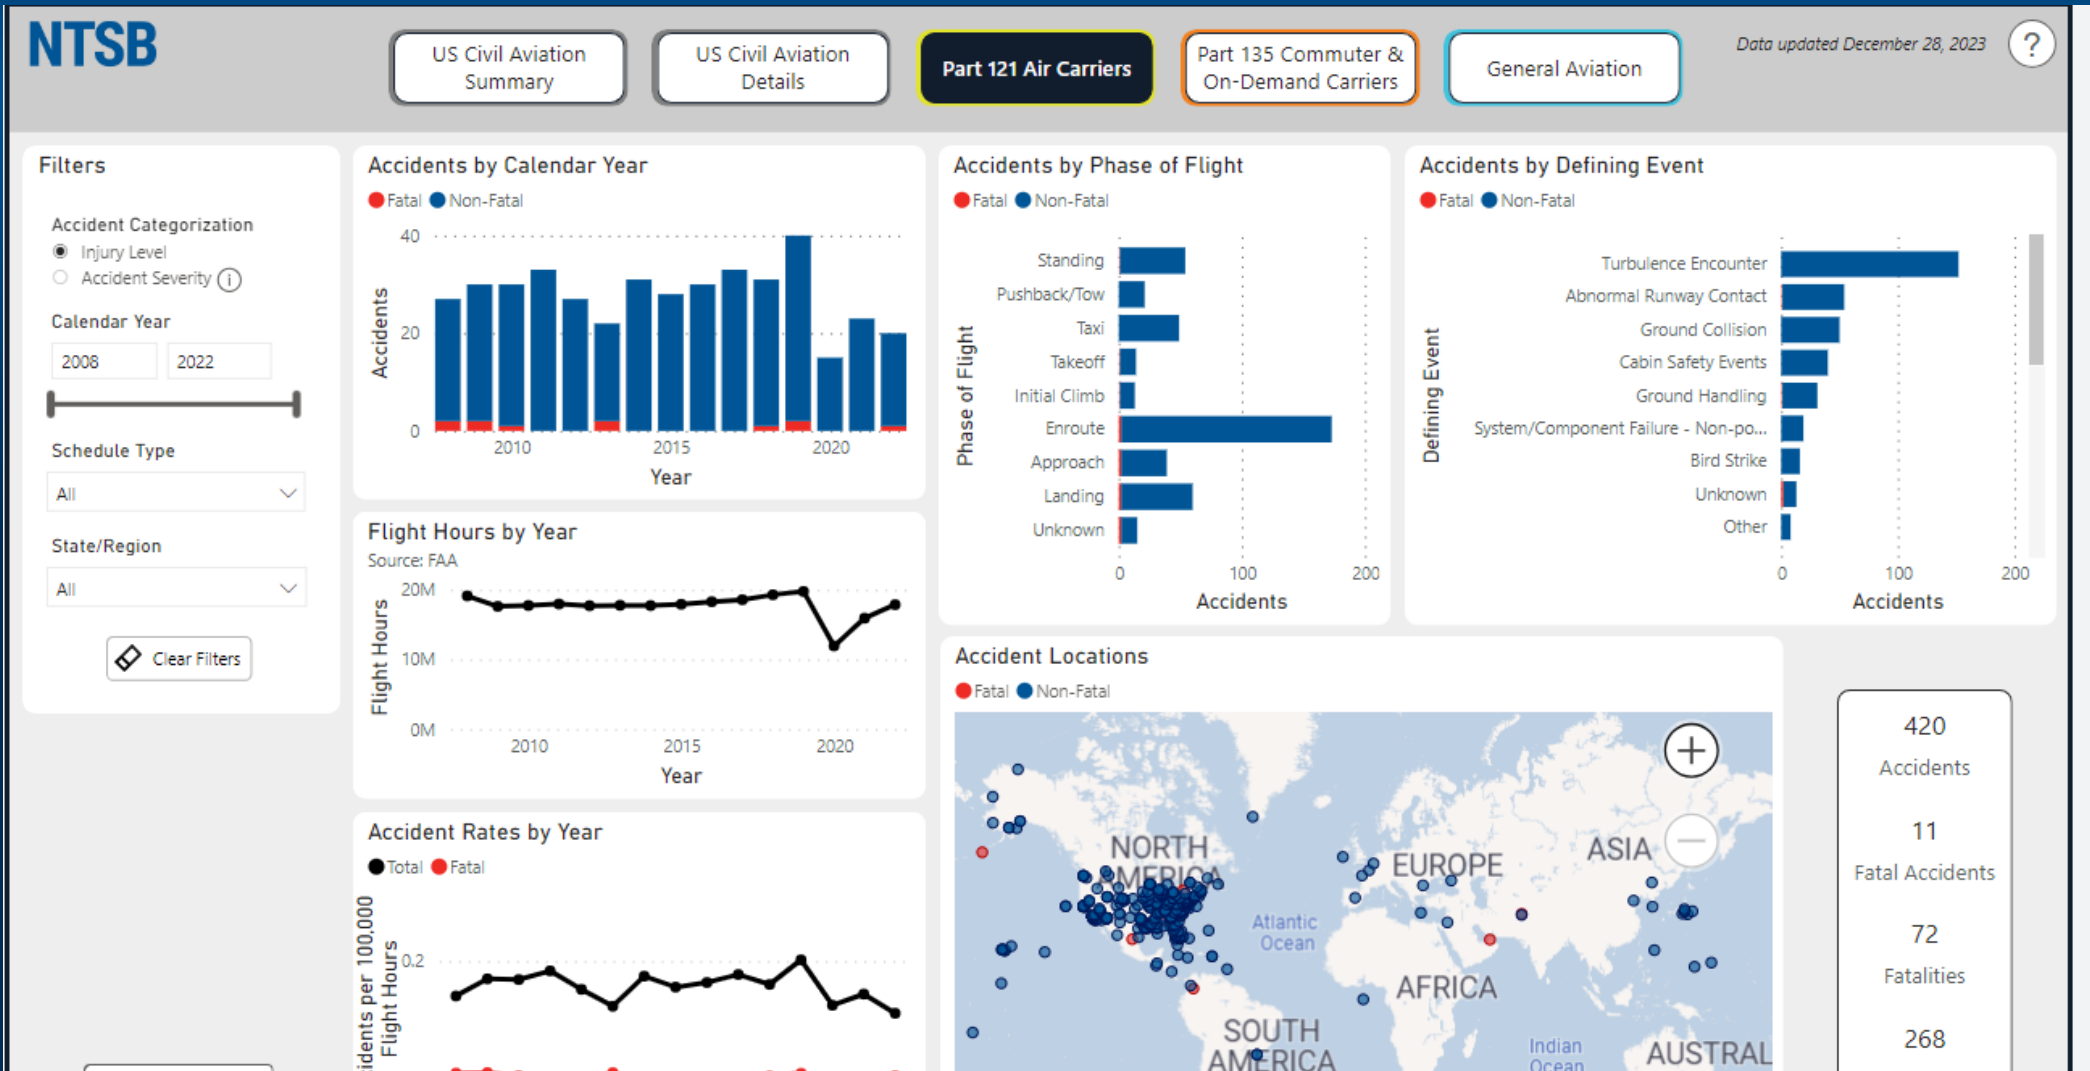 NTSB
US Civil Aviation
Summary
US Civil Aviation
Details
Part 121 Air Carriers
Part 135 Commuter &
On-Demand Carriers
General Aviation
Data updated December 28, 2023
?
Filters
Accident Categorization
Injury Level
Accident Severity i
Calendar Year
2008 2022
Schedule Type
All
State/Region
All
Clear Filters
Accidents by Calendar Year
Fatal Non-Fatal
Accidents
40
20
0
2010 2015 2020
Year
Flight Hours by Year
Source: FAA
Flight Hours
20M
10M
0M
2010 2015 2020
Year
Accident Rates by Year
Total Fatal
idents per 100,000
Flight Hours
0.2
Accidents by Phase of Flight
Fatal Non-Fatal
Phase of Flight
Standing
Pushback/Tow
Taxi
Takeoff
Initial Climb
Enroute
Approach
Landing
Unknown
0 100 200
Accidents
Accidents by Defining Event
Fatal Non-Fatal
Defining Event
Turbulence Encounter
Abnormal Runway Contact
Ground Collision
Cabin Safety Events
Ground Handling
System/Component Failure - Non-po...
Bird Strike
Unknown
Other
0 100 200
Accidents
Accident Locations
Fatal Non-Fatal
NORTH
AMERICA
EUROPE
ASIA
Atlantic
Ocean
AFRICA
SOUTH
AMERICA
Indian
Ocean
AUSTRAL
420
Accidents
11
Fatal Accidents
72
Fatalities
268